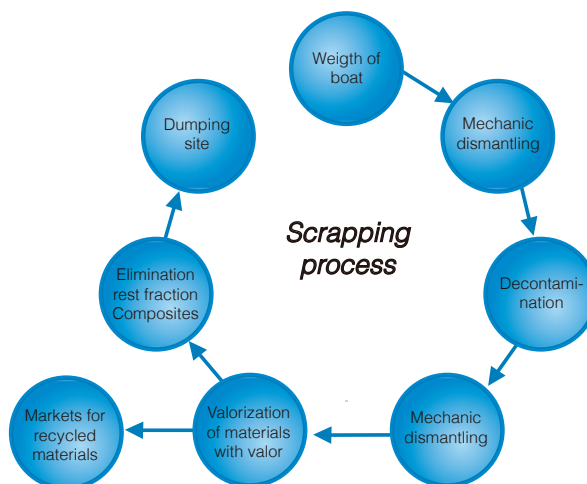 Weigth of
boat
Mechanic
dismantling
Decontami-
nation
Mechanic
dismantling
Valorization
of materials
with valor
Markets for
recycled
materials
Elimination
rest fraction
Composites
Dumping
site
Scrapping
process